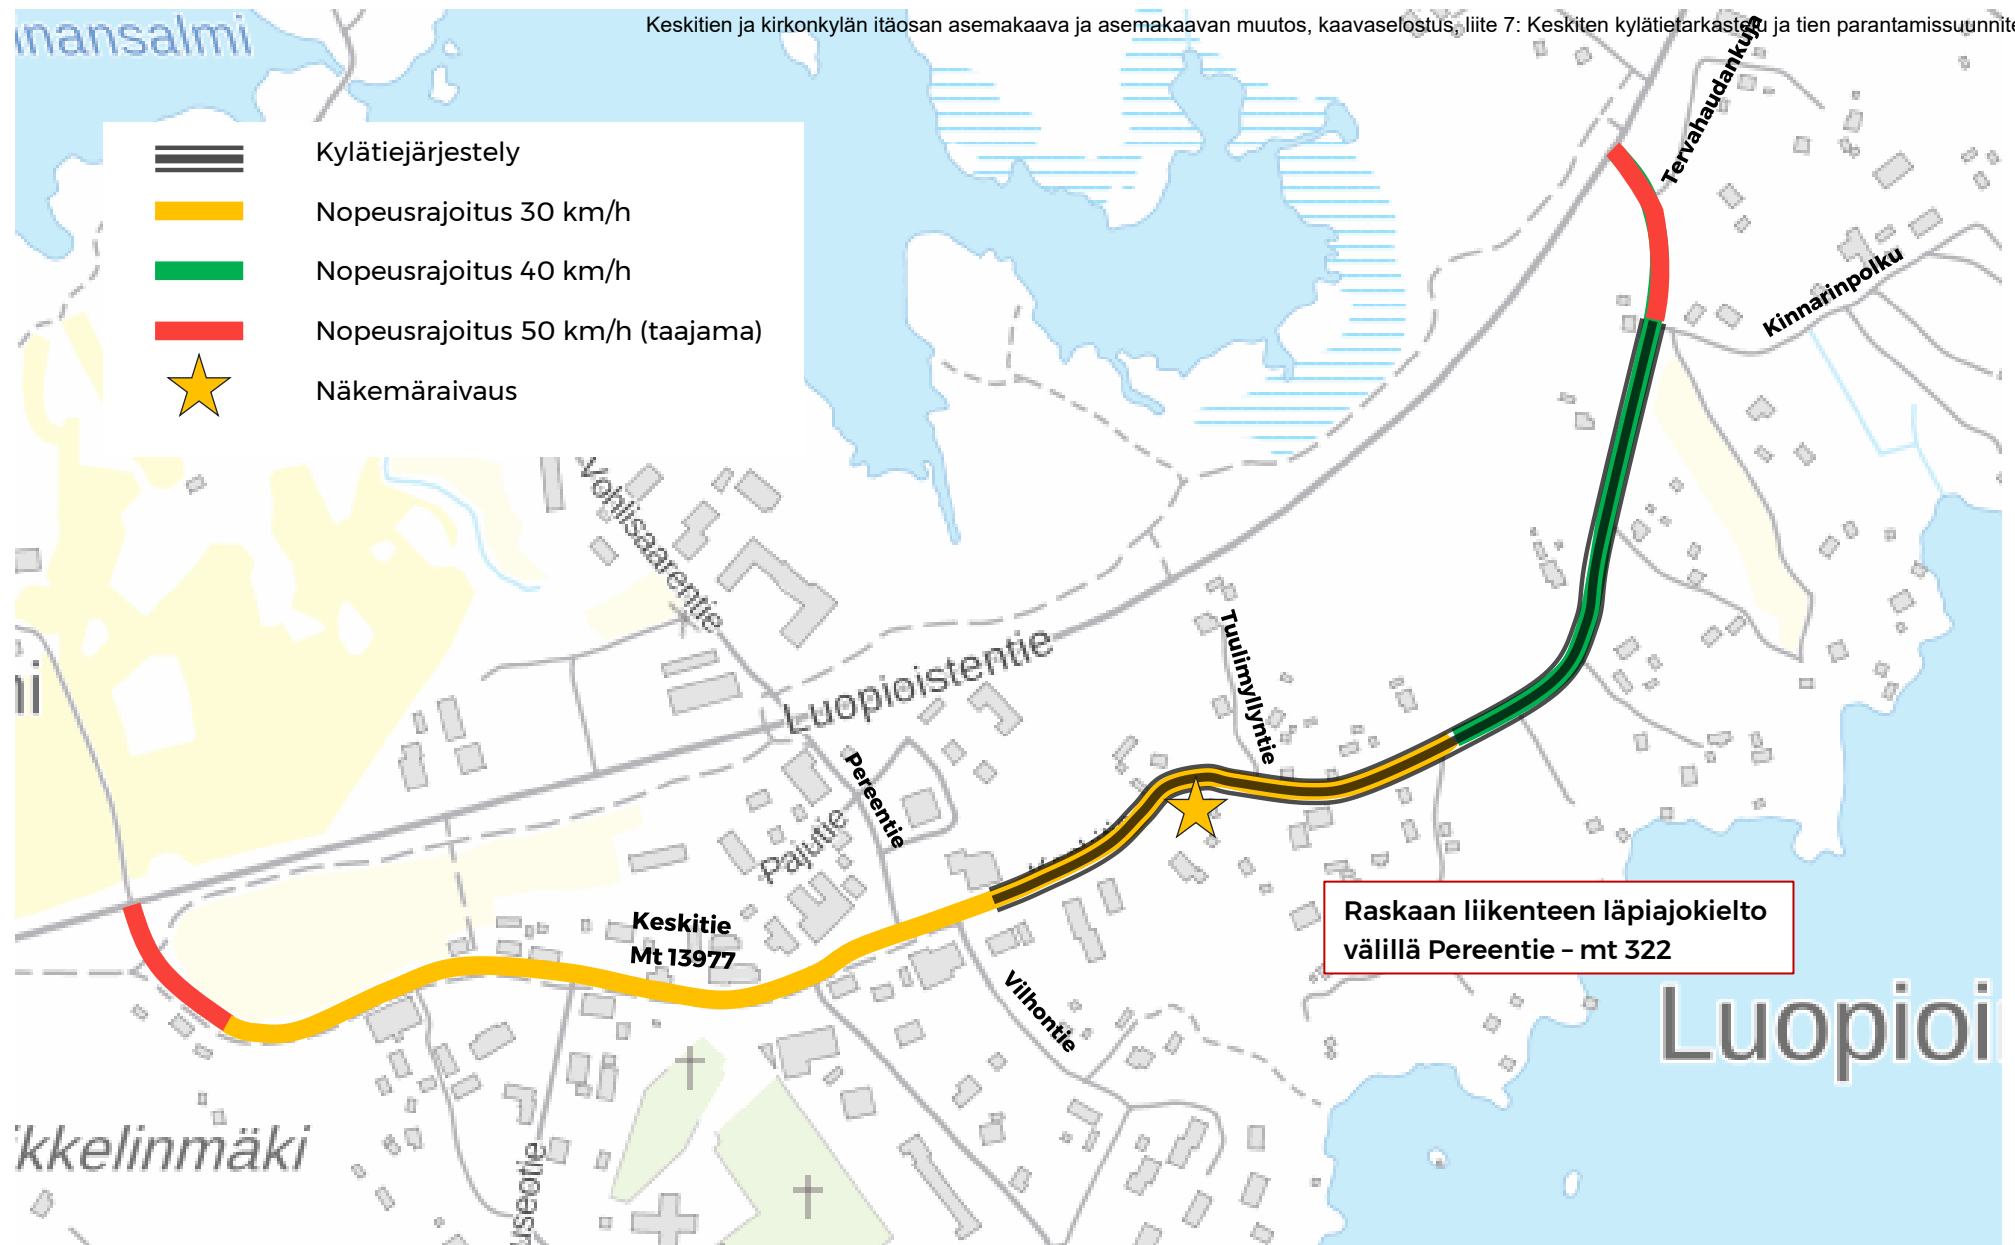 Keskitien ja kirkonkylän itäosan asemakaava ja asemakaavan muutos, kaavaselostus, liite 7: Keskiten kylätietarkastelu ja tien parantamissuunnite
nansalmi
Kylätiejärjestely
Nopeusrajoitus 30 km/h
Nopeusrajoitus 40 km/h
Nopeusrajoitus 50 km/h (taajama)
Näkemäraivaus
Tervahaudankuja
Kinnarinpolku
Vohlisaarentie
Luopioistentie
Tuulimyllyntie
Pereentie
Pajutie
Keskitie
Mt 13977
Vilhontie
Raskaan liikenteen läpiajokielto
välillä Pereentie – mt 322
Luopioi
kkelinmäki
useotie